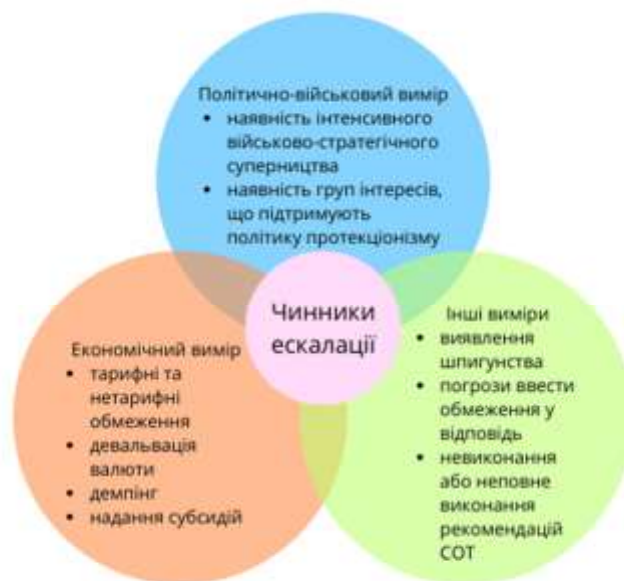 Політично-військовий вимір
• наявність інтенсивного
військово-стратегічного
суперництва
• наявність груп інтересів,
що підтримують
політику протекціонізму
Чинники
ескалації
Економічний вимір
• тарифні та
нетарифні
обмеження
• девальвація
валюти
• демпінг
• надання субсидій
Інші виміри
• виявлення
шпигунства
• погрози ввести
обмеження у
відповідь
• невиконання
або неповне
виконання
рекомендацій
СОТ